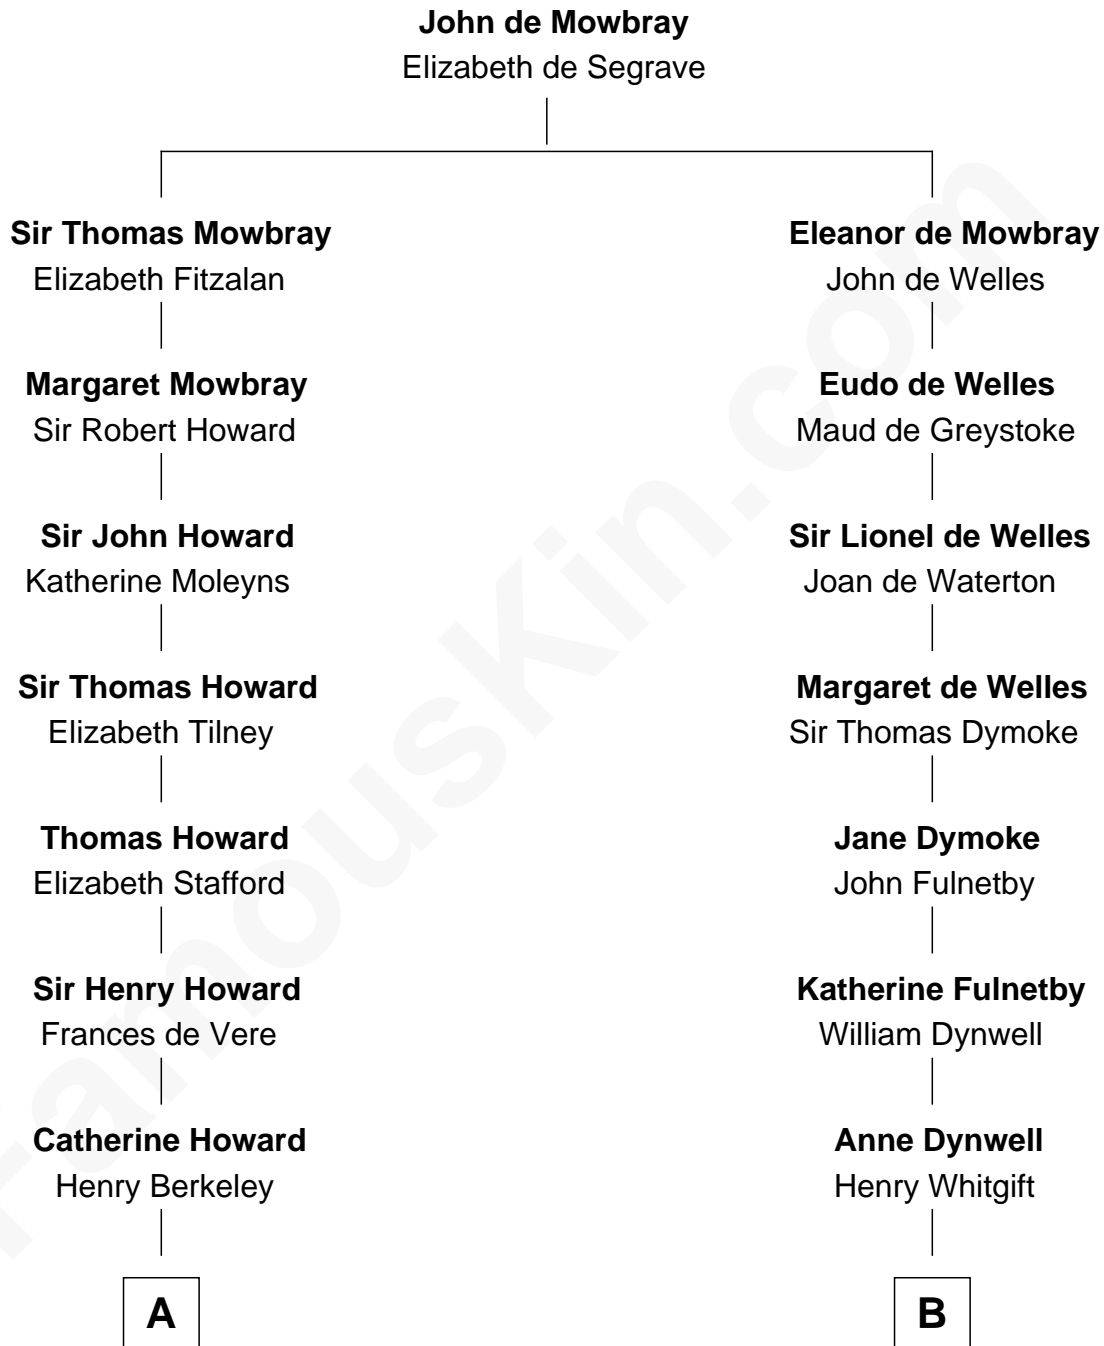 John de Mowbray
Elizabeth de Segrave
Sir Thomas Mowbray
Elizabeth Fitzalan
Eleanor de Mowbray
John de Welles
Margaret Mowbray
Sir Robert Howard
Eudo de Welles
Maud de Greystoke
Sir John Howard
Katherine Moleyns
Sir Lionel de Welles
Joan de Waterton
Sir Thomas Howard
Elizabeth Tilney
Margaret de Welles
Sir Thomas Dymoke
Thomas Howard
Elizabeth Stafford
Jane Dymoke
John Fulnetby
Sir Henry Howard
Frances de Vere
Katherine Fulnetby
William Dynwell
Catherine Howard
Henry Berkeley
Anne Dynwell
Henry Whitgift
A
B
FamousKin.com